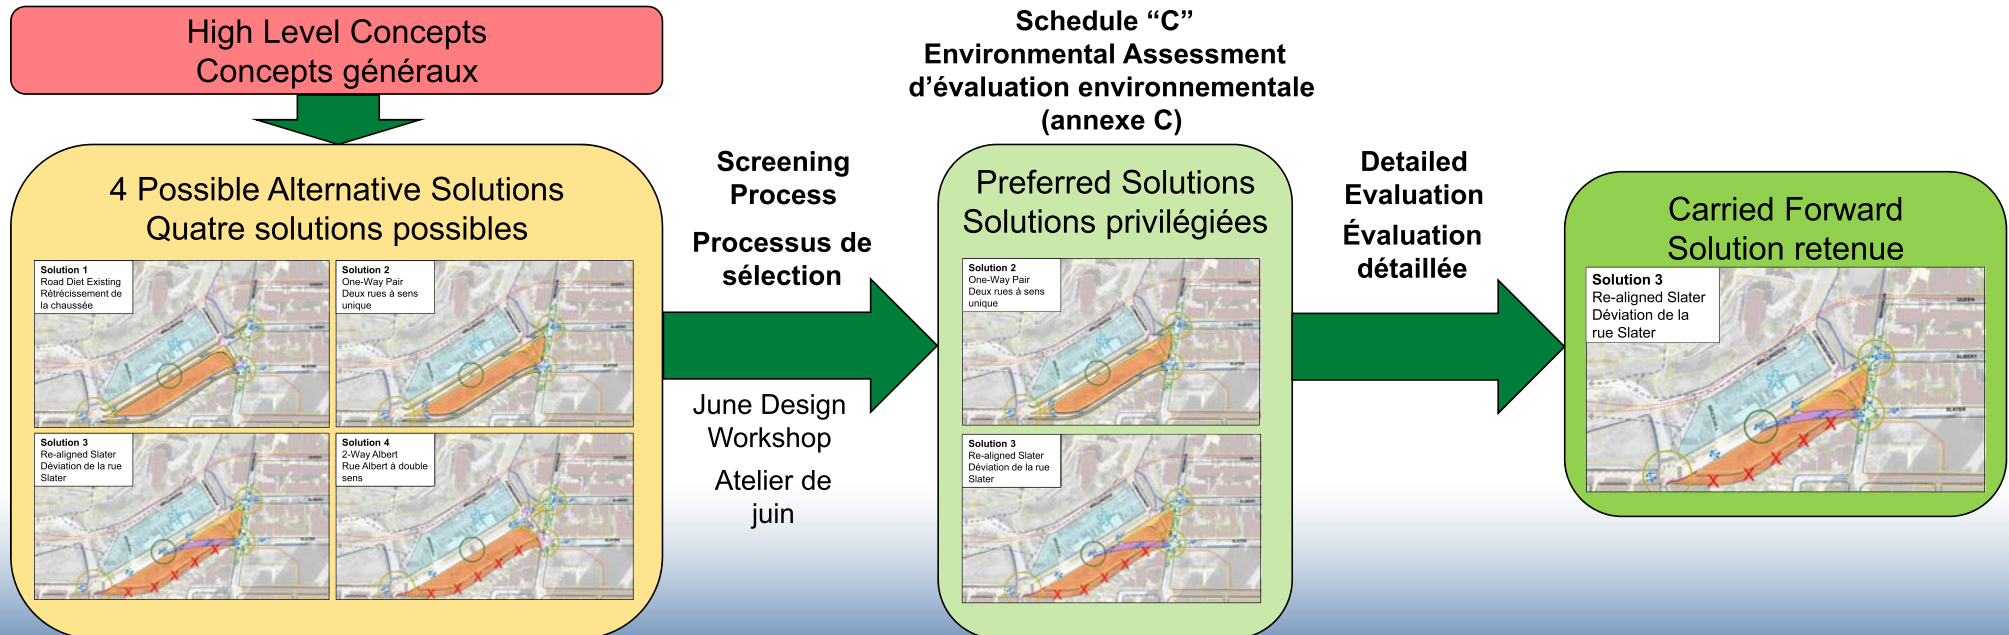 High Level Concepts
Concepts généraux
4 Possible Alternative Solutions
Quatre solutions possibles
Solution 1
Road Diet Existing
Rétrécissement de
la chaussée
Solution 2
One-Way Pair
Deux rues à sens
unique
Solution 3
Re-aligned Slater
Déviation de la rue
Slater
Solution 4
2-Way Albert
Rue Albert à double
sens
Screening
Process
Processus de
sélection
June Design
Workshop
Atelier de
juin
Schedule “C”
Environmental Assessment
d’évaluation environnementale
(annexe C)
Preferred Solutions
Solutions privilégiées
Solution 2
One-Way Pair
Deux rues à sens
unique
Solution 3
Re-aligned Slater
Déviation de la rue
Slater
Detailed
Evaluation
Évaluation
détaillée
Carried Forward
Solution retenue
Solution 3
Re-aligned Slater
Déviation de la
rue Slater
QUEEN
WELLINGTON
ALBERT
SLATER